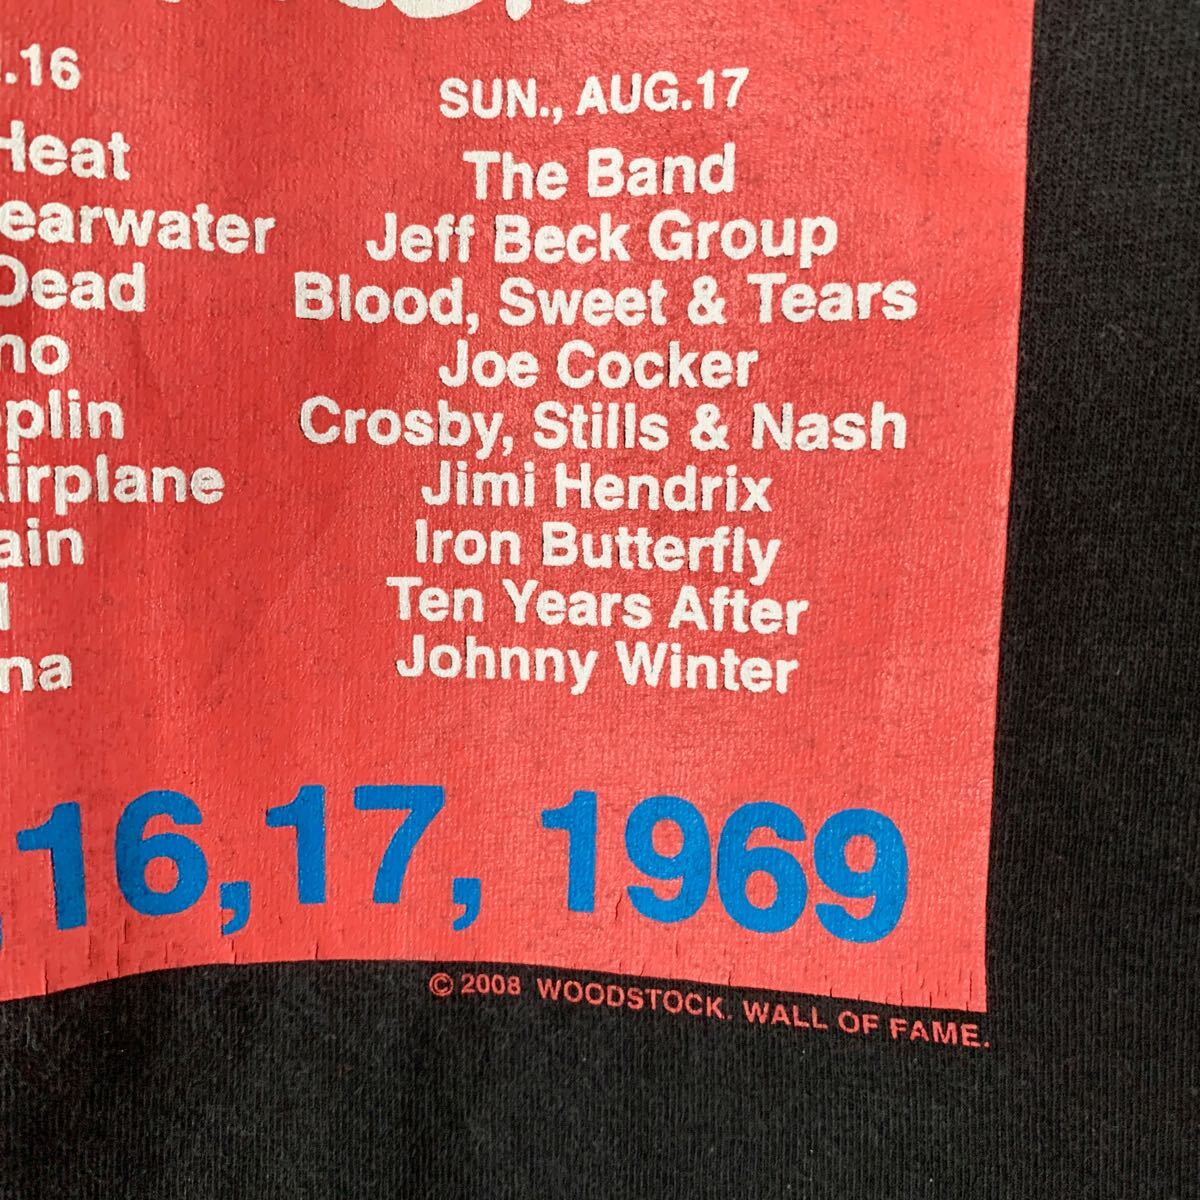 .16
Heat
earwater
Dead
no
plin
irplane
ain
l
na
SUN., AUG.17
The Band
Jeff Beck Group
Blood, Sweet & Tears
Joe Cocker
Crosby, Stills & Nash
Jimi Hendrix
Iron Butterfly
Ten Years After
Johnny Winter
,16,17, 1969
© 2008 WOODSTOCK. WALL OF FAME.